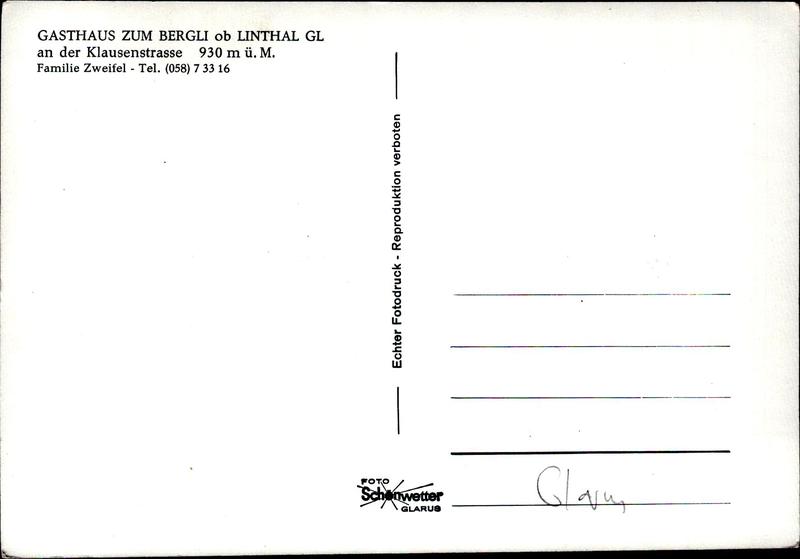 GASTHAUS ZUM BERGLI ob LINTHAL GL
an der Klausenstrasse 930 m ü. M.
Familie Zweifel - Tel. (058) 7 33 16
Echter Fotodruck - Reproduktion verboten
FOTO
Schönwetter
GLARUS
Glarus